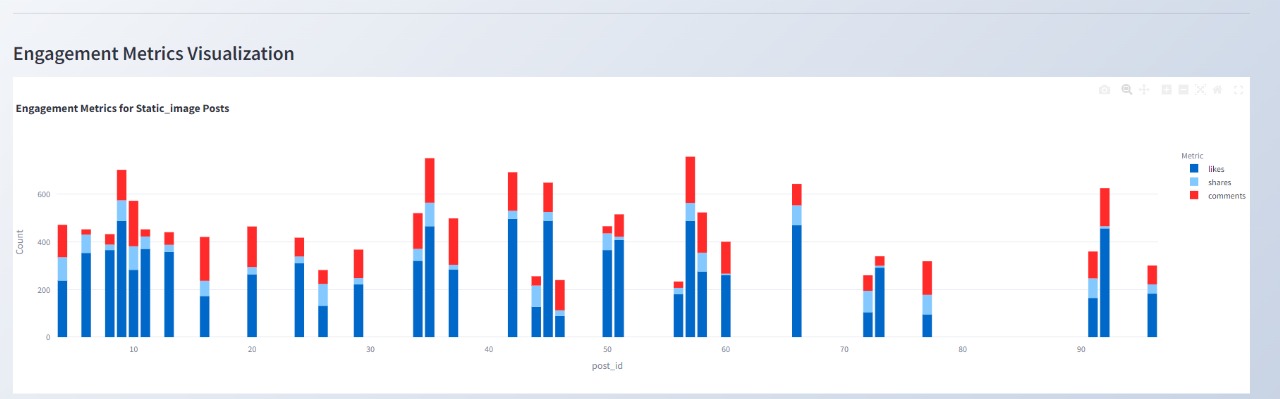 Engagement Metrics Visualization
Engagement Metrics for Static_image Posts
Metric
likes
shares
comments
600
400
200
0
Count
10 20 30 40 50 60 70 80 90
post_id